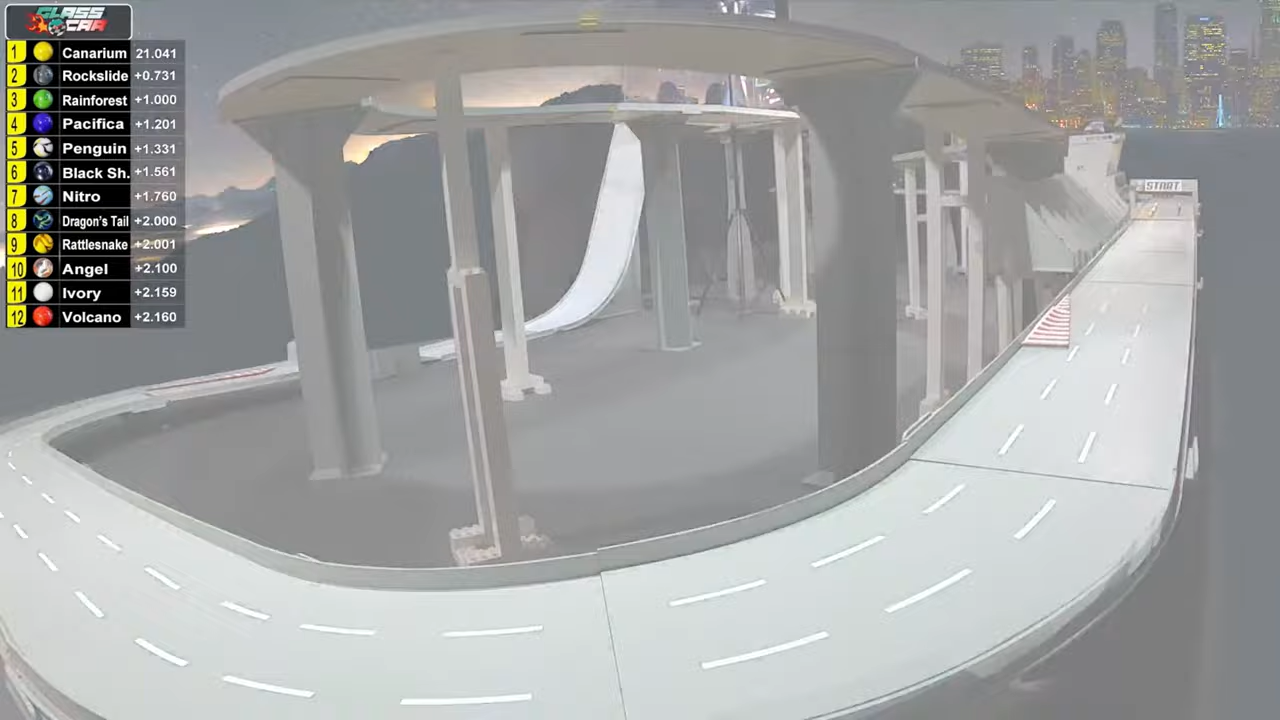 GLASS
CAR
1 Canarium 21.041
2 Rockslide +0.731
3 Rainforest +1.000
4 Pacifica +1.201
5 Penguin +1.331
6 Black Sh. +1.561
7 Nitro +1.760
8 Dragon's Tail +2.000
9 Rattlesnake +2.001
10 Angel +2.100
11 Ivory +2.159
12 Volcano +2.160
START